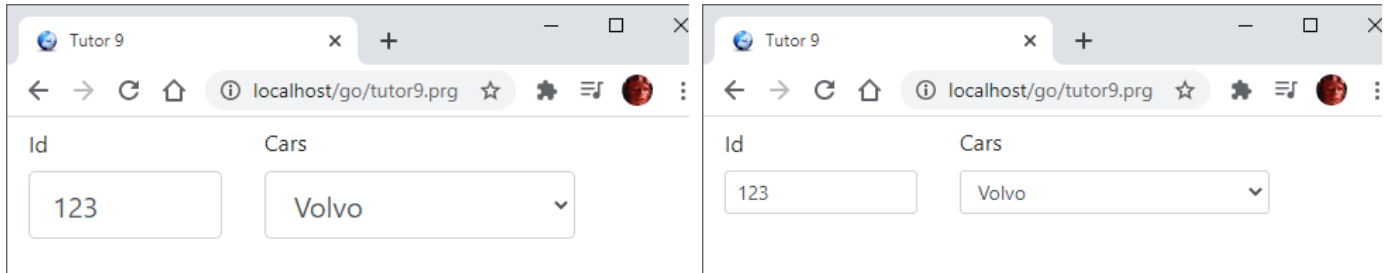 Tutor 9
localhost/go/tutor9.prg
Id
Cars
123
Volvo
Tutor 9
localhost/go/tutor9.prg
Id
Cars
123
Volvo